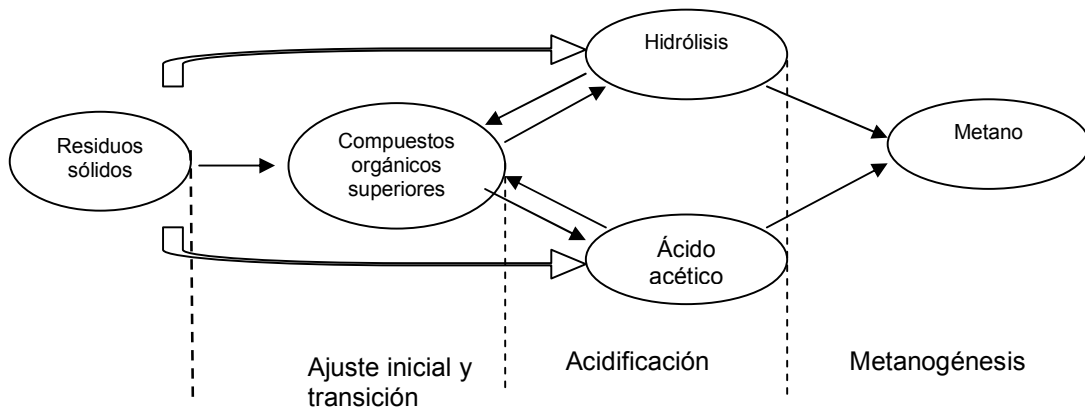 Hidrólisis
Residuos
sólidos
Compuestos
orgánicos
superiores
Metano
Ácido
acético
Ajuste inicial y
transición
Acidificación
Metanogénesis